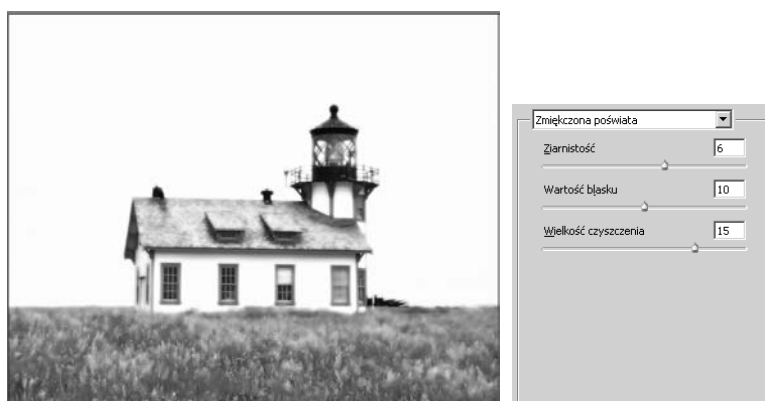 Zmiękczona poświata
Ziarnistość 6
Wartość blasku 10
Wielkość czyszczenia 15